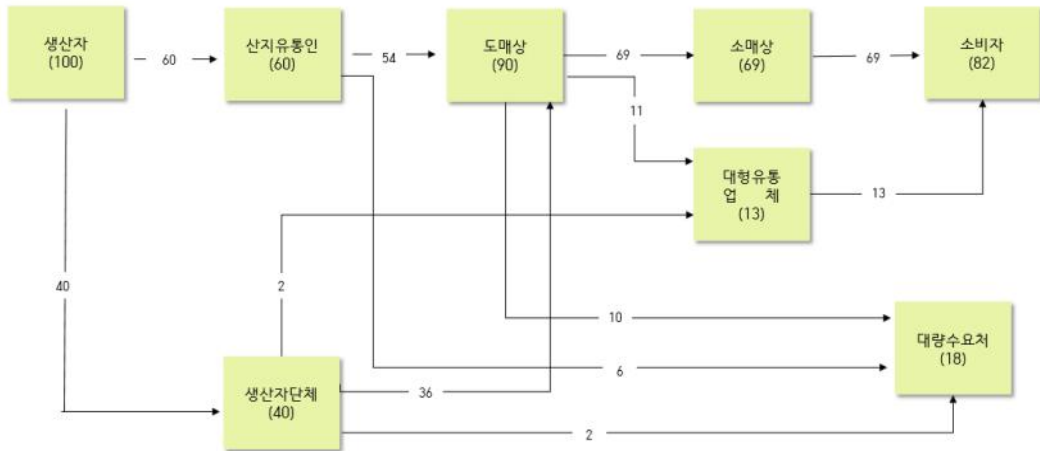 생산자
(100)
60
산지유통인
(60)
54
도매상
(90)
69
소매상
(69)
69
소비자
(82)
11
대형유통
업 체
(13)
13
40
2
10
대량수요처
(18)
6
생산자단체
(40)
36
2